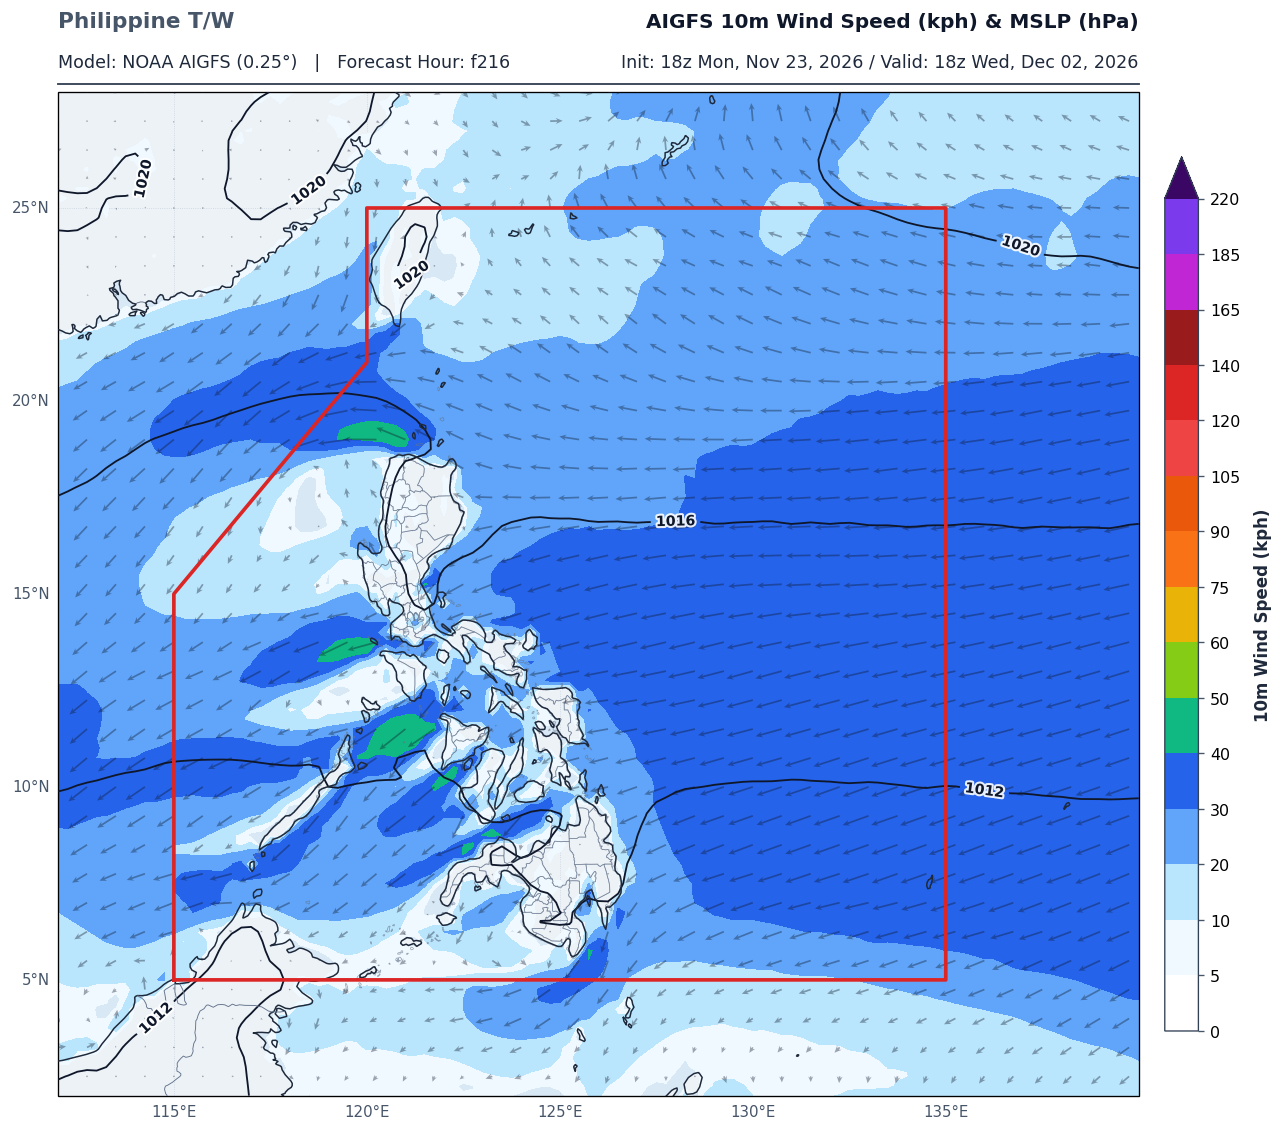 Philippine T/W
AIGFS 10m Wind Speed (kph) & MSLP (hPa)
Model: NOAA AIGFS (0.25°) | Forecast Hour: f216
Init: 18z Mon, Nov 23, 2026 / Valid: 18z Wed, Dec 02, 2026
1020
1020
1020
1020
1016
1012
1012
25°N
20°N
15°N
10°N
5°N
115°E
120°E
125°E
130°E
135°E
220
185
165
140
120
105
90
75
60
50
40
30
20
10
5
0
10m Wind Speed (kph)